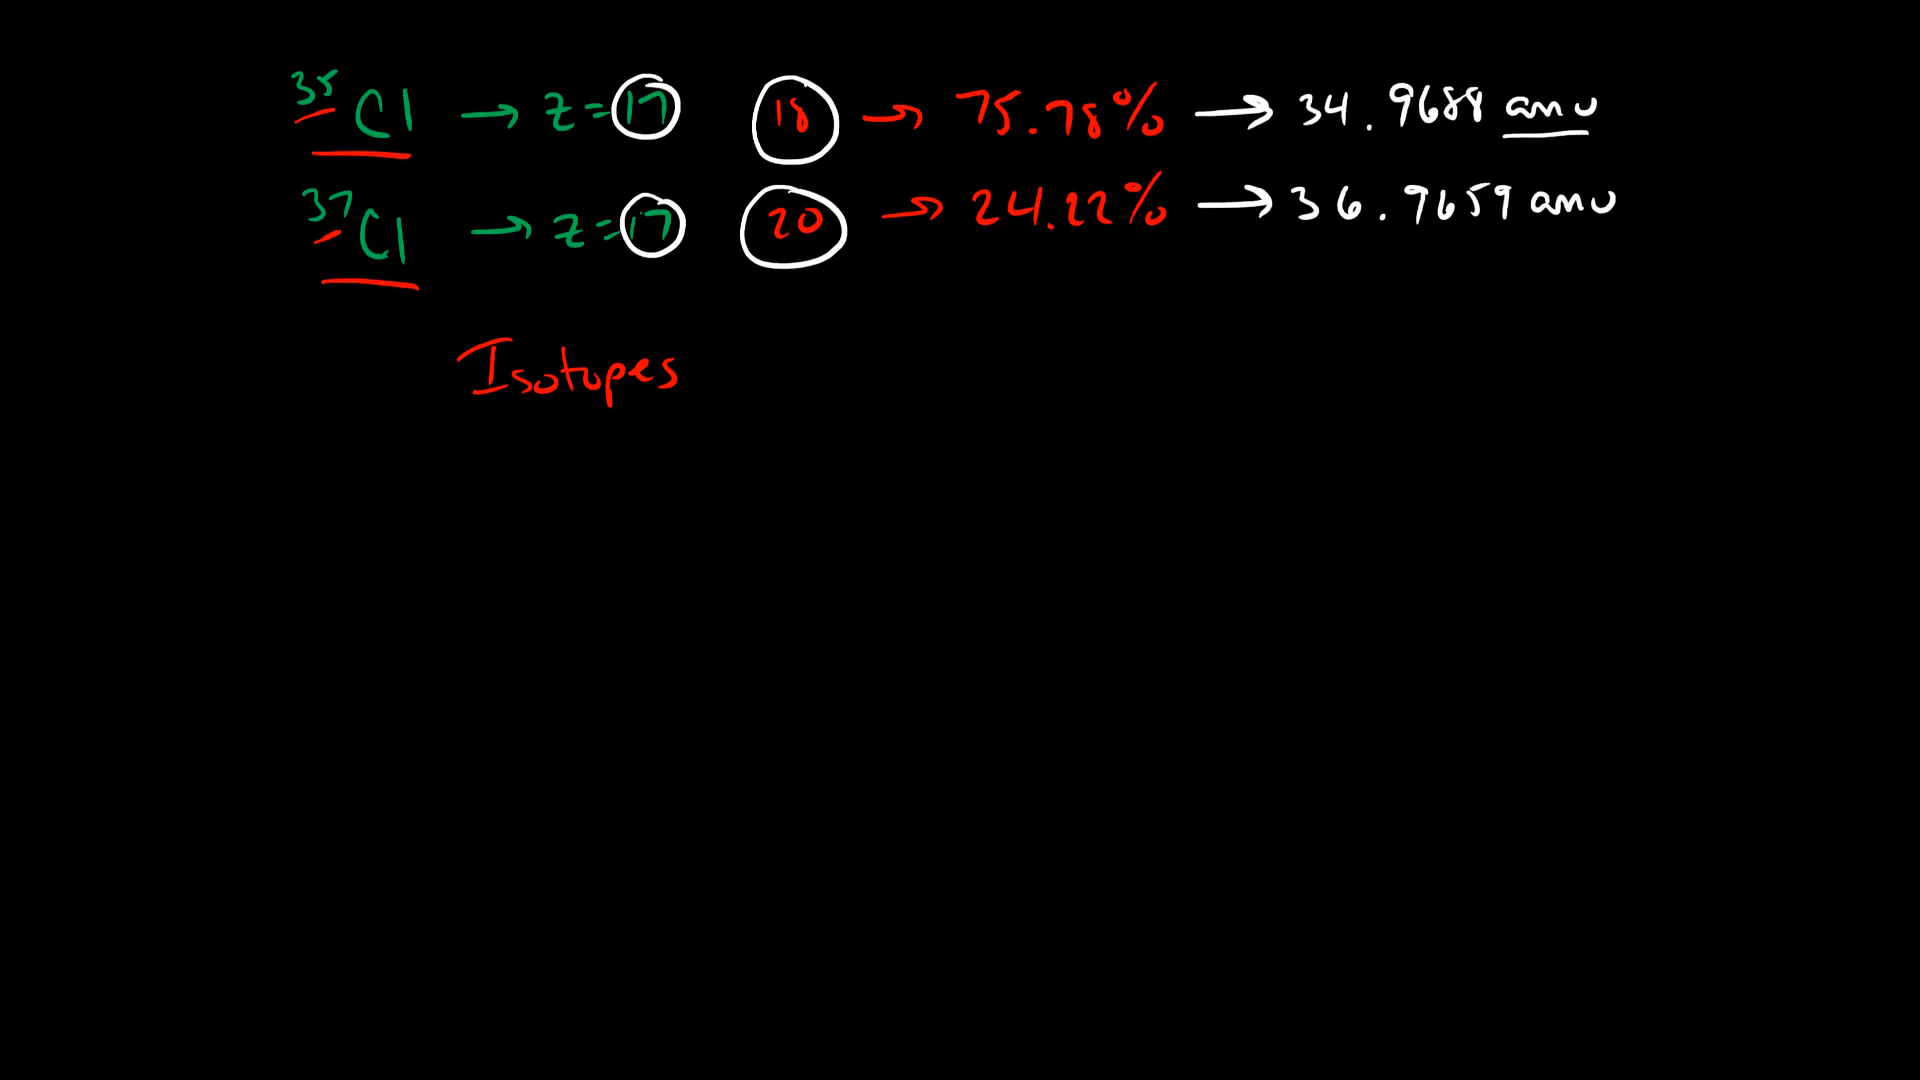 ³⁵Cl → z=17 18 → 75.78% → 34.9688 amu
³⁷Cl → z=17 20 → 24.22% → 36.9659 amu
Isotopes